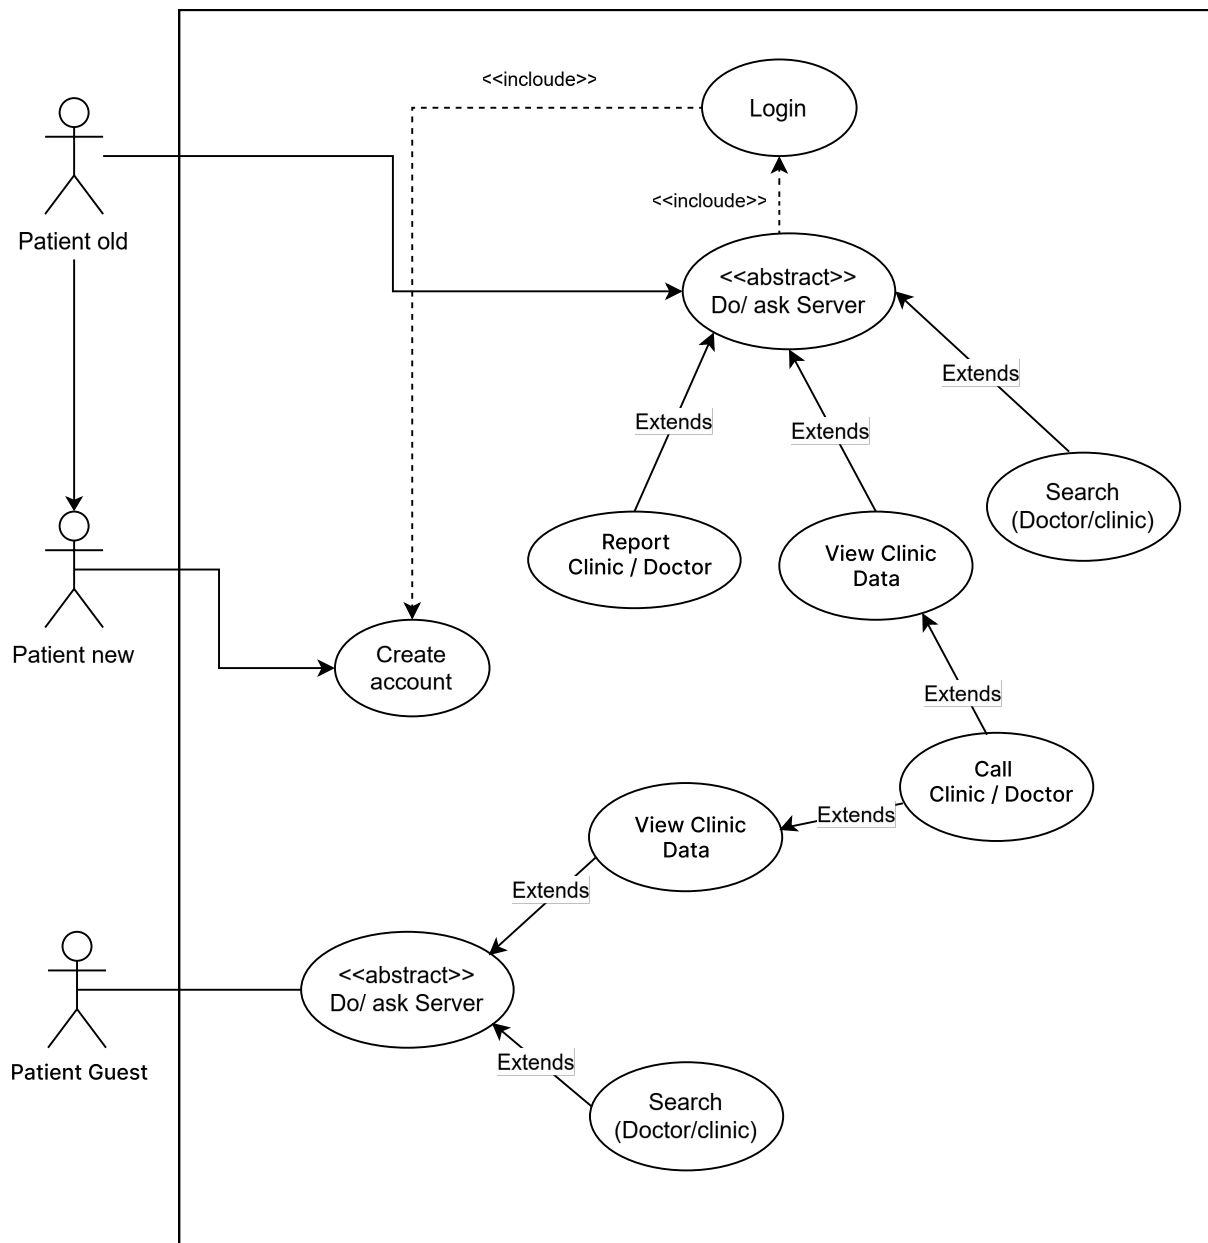 <<incloude>>
Login
<<incloude>>
Patient old
<<abstract>>
Do/ ask Server
Extends
Extends
Extends
Search
(Doctor/clinic)
Report
Clinic / Doctor
View Clinic
Data
Patient new
Create
account
Extends
Call
Clinic / Doctor
Extends
View Clinic
Data
Extends
<<abstract>>
Do/ ask Server
Patient Guest
Extends
Search
(Doctor/clinic)